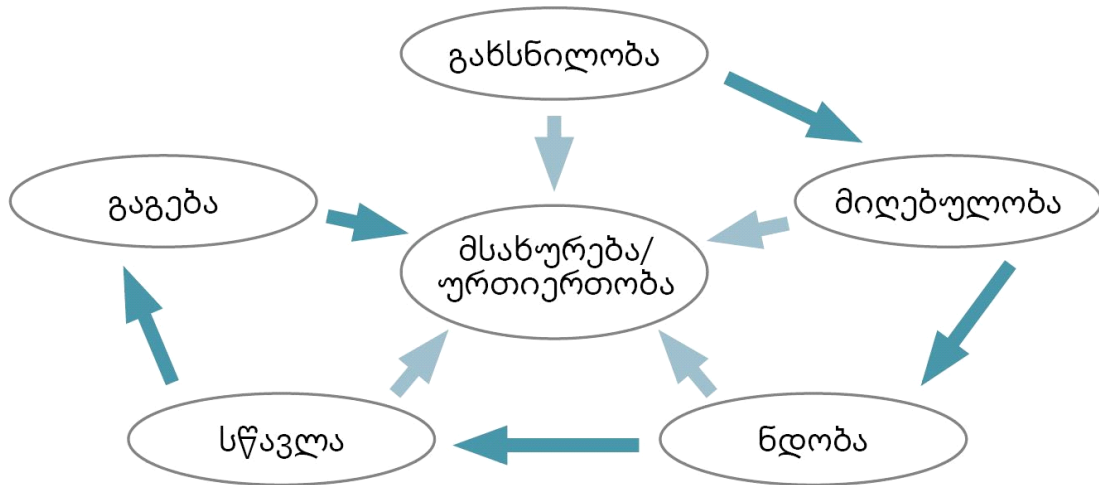 გახსნილობა
მიღებულობა
ნდობა
სწავლა
გაგება
მსახურება/
ურთიერთობა